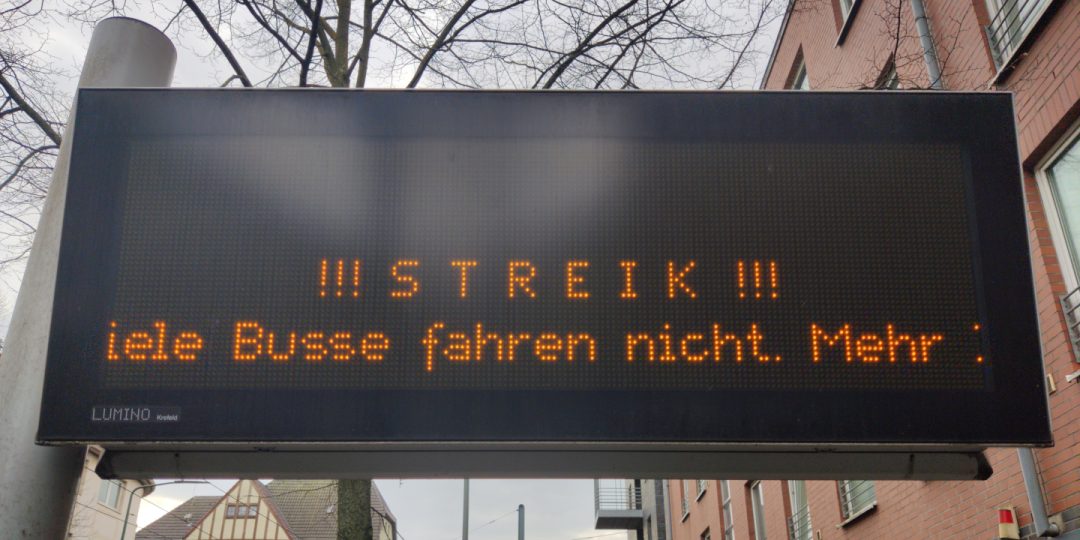 !!! S T R E I K !!!
iele Busse fahren nicht. Mehr
LUMINO Krefeld